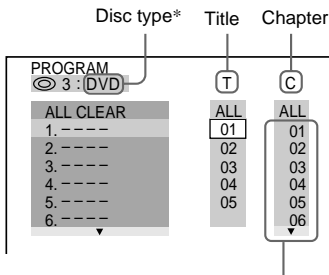 Disc type* Title Chapter
PROGRAM
3 : DVD T C
ALL CLEAR ALL ALL
1. – – – – 01 01
2. – – – – 02 02
3. – – – – 03 03
4. – – – – 04 04
5. – – – – 05 05
6. – – – – 06